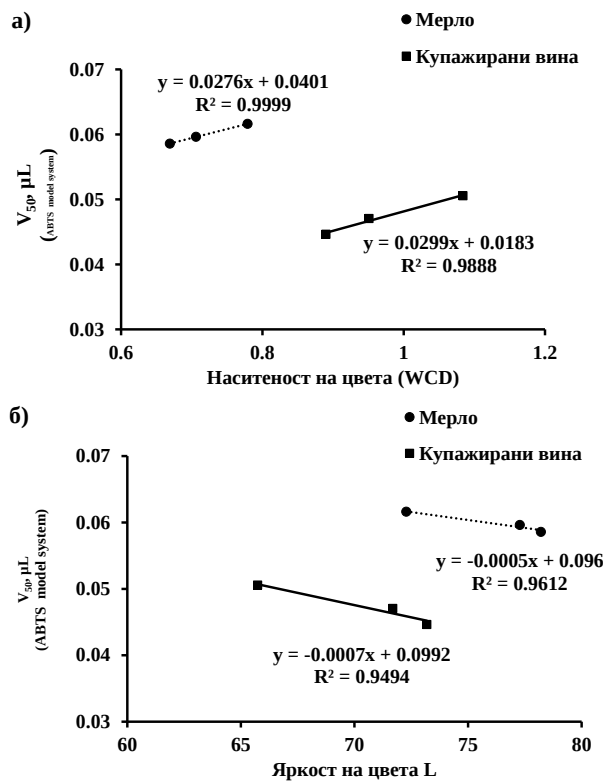 а)
Мерло
Купажирани вина
y = 0.0276x + 0.0401
R² = 0.9999
y = 0.0299x + 0.0183
R² = 0.9888
V₅₀, µL
(ABTS model system)
0.07
0.06
0.05
0.04
0.03
0.6 0.8 1 1.2
Наситеност на цвета (WCD)
б)
Мерло
Купажирани вина
y = -0.0005x + 0.096
R² = 0.9612
y = -0.0007x + 0.0992
R² = 0.9494
V₅₀, µL
(ABTS model system)
0.07
0.06
0.05
0.04
0.03
60 65 70 75 80
Яркост на цвета L